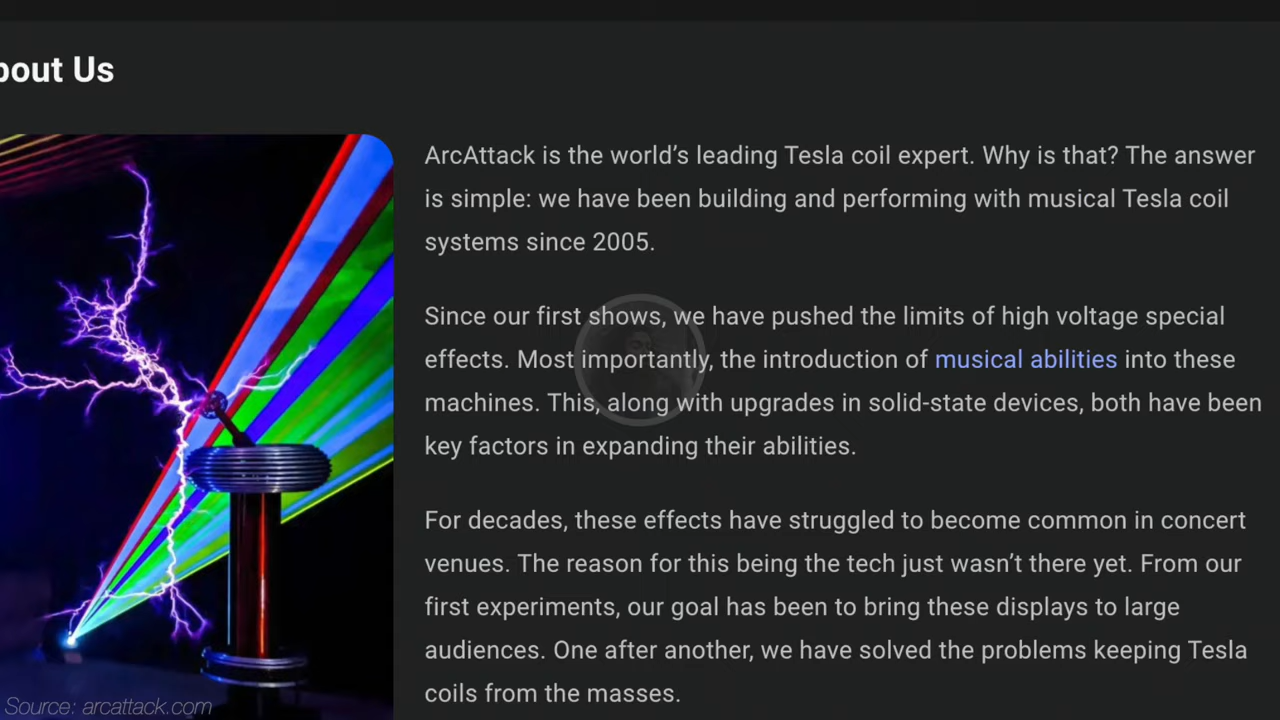 bout Us
ArcAttack is the world’s leading Tesla coil expert. Why is that? The answer
is simple: we have been building and performing with musical Tesla coil
systems since 2005.
Since our first shows, we have pushed the limits of high voltage special
effects. Most importantly, the introduction of musical abilities into these
machines. This, along with upgrades in solid-state devices, both have been
key factors in expanding their abilities.
For decades, these effects have struggled to become common in concert
venues. The reason for this being the tech just wasn’t there yet. From our
first experiments, our goal has been to bring these displays to large
audiences. One after another, we have solved the problems keeping Tesla
coils from the masses.
Source: arcattack.com